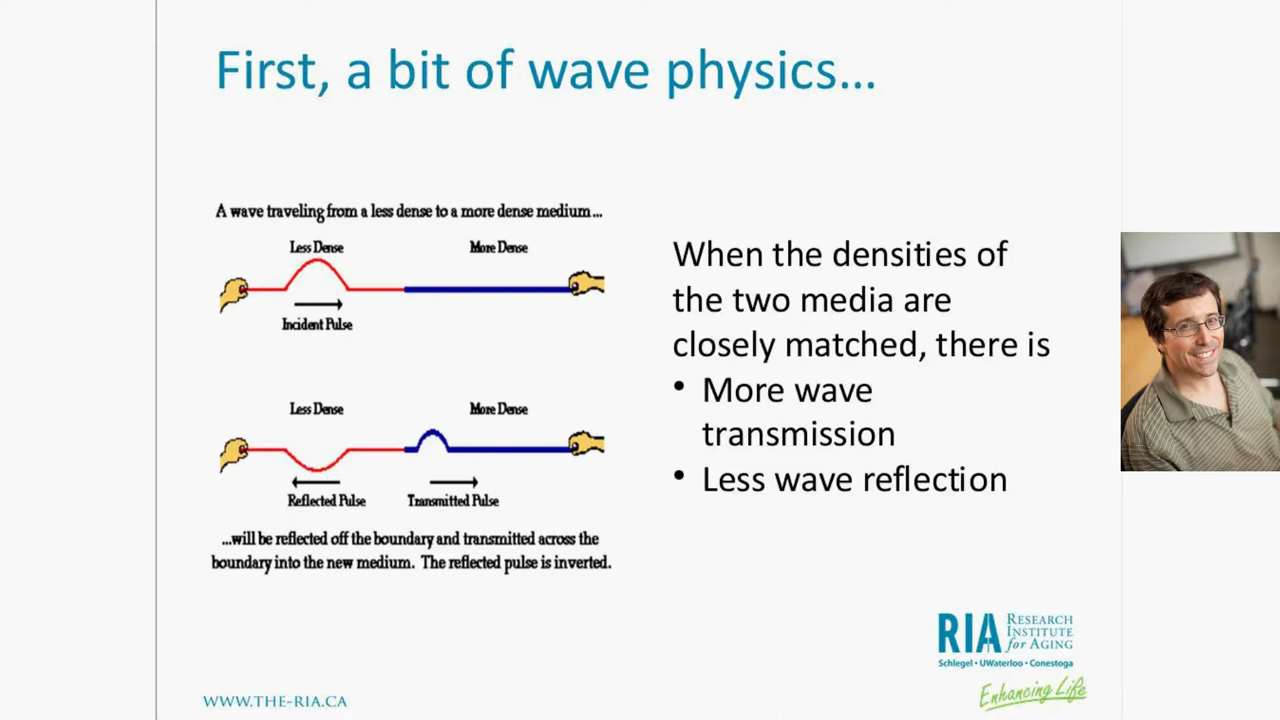 First, a bit of wave physics...
A wave traveling from a less dense to a more dense medium...
Less Dense
More Dense
Incident Pulse
Less Dense
More Dense
Reflected Pulse
Transmitted Pulse
...will be reflected off the boundary and transmitted across the
boundary into the new medium. The reflected pulse is inverted.
When the densities of
the two media are
closely matched, there is
• More wave
transmission
• Less wave reflection
RIA
RESEARCH
INSTITUTE
for AGING
Schlegel • UWaterloo • Conestoga
Enhancing Life
WWW.THE-RIA.CA